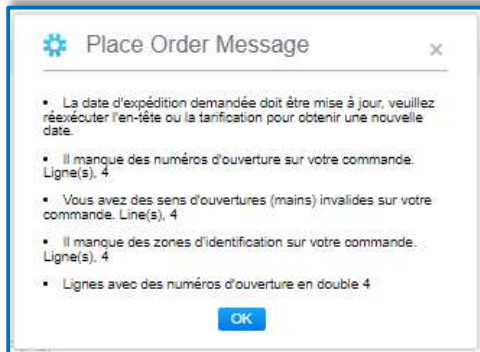 Place Order Message
×
• La date d'expédition demandée doit être mise à jour, veuillez
réexécuter l'en-tête ou la tarification pour obtenir une nouvelle
date.
• Il manque des numéros d'ouverture sur votre commande.
Ligne(s), 4
• Vous avez des sens d'ouvertures (mains) invalides sur votre
commande. Line(s), 4
• Il manque des zones d'identification sur votre commande.
Ligne(s), 4
• Lignes avec des numéros d'ouverture en double 4
OK